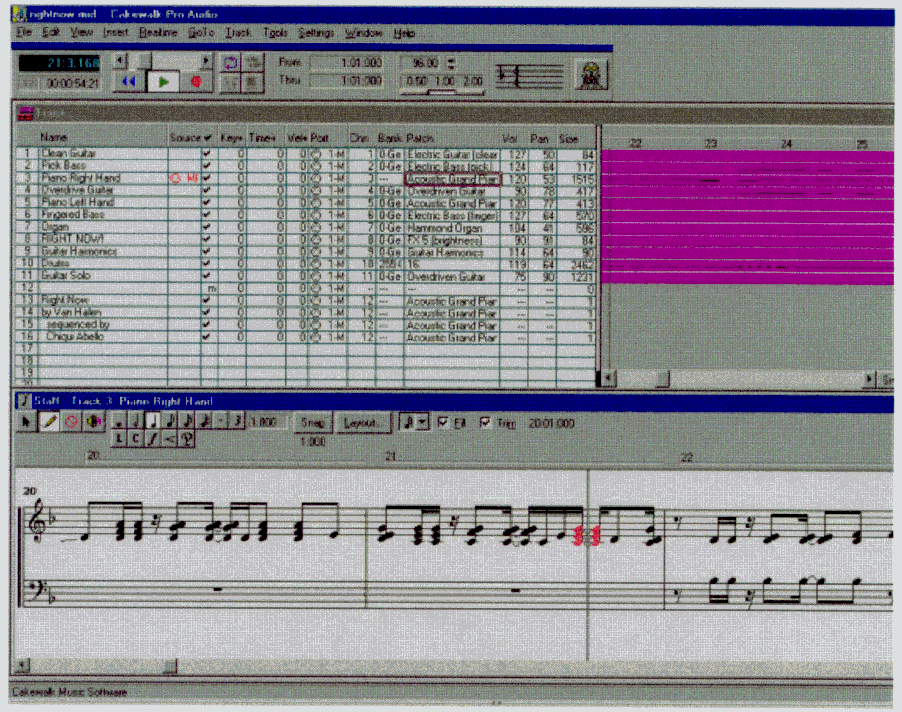 rightnow.mid - Cakewalk Pro Audio
File Edit View Insert Realtime GoTo Track Tools Settings Window Help
21:3.168 From 1:01:000 96.00
00:00:54:21 Thru 1:01:000 0.50 1.00 2.00
Name Source Key+ Time+ Vel+ Port Chn Bank Patch Vol Pan Size 22 23 24 25
1 Clean Guitar 0 0 0 1-M 1 0-Ge Electric Guitar (clear 127 50 84
2 Pick Bass 0 0 0 1-M 2 0-Ge Electric Bass (pick) 124 64 117
3 Piano Right Hand 0 0 0 1-M 3 --- Acoustic Grand Piar 120 53 1515
4 Overdrive Guitar 0 0 0 1-M 4 0-Ge Overdriven Guitar 90 78 417
5 Piano Left Hand 0 0 0 1-M 5 0-Ge Acoustic Grand Piar 120 77 413
6 Fingered Bass 0 0 0 1-M 6 0-Ge Electric Bass (finger) 127 64 570
7 Organ 0 0 0 1-M 7 0-Ge Hammond Organ 104 41 596
8 RIGHT NOW! 0 0 0 1-M 8 0-Ge FX 5 (brightness) 90 91 84
9 Guitar Harmonics 0 0 0 1-M 9 0-Ge Guitar Harmonics 114 64 90
10 Drums 0 0 0 1-M 10 16 119 64 2462
11 Guitar Solo 0 0 0 1-M 11 0-Ge Overdriven Guitar 75 90 1231
12 m 0 0 0 1-M -- --- --- --- --- 0
13 Right Now 0 0 0 1-M 12 --- Acoustic Grand Piar --- --- 1
14 by Van Halen 0 0 0 1-M 12 --- Acoustic Grand Piar --- --- 1
15 sequenced by 0 0 0 1-M 12 --- Acoustic Grand Piar --- --- 1
16 Chiqui Abello 0 0 0 1-M 12 --- Acoustic Grand Piar --- --- 1
17
18
19
Staff - Track 3: Piano Right Hand
3 1.000 Snap Layout... Fill Trim 20:01:000
L C 1.000
20 21 22
20
Cakewalk Music Software